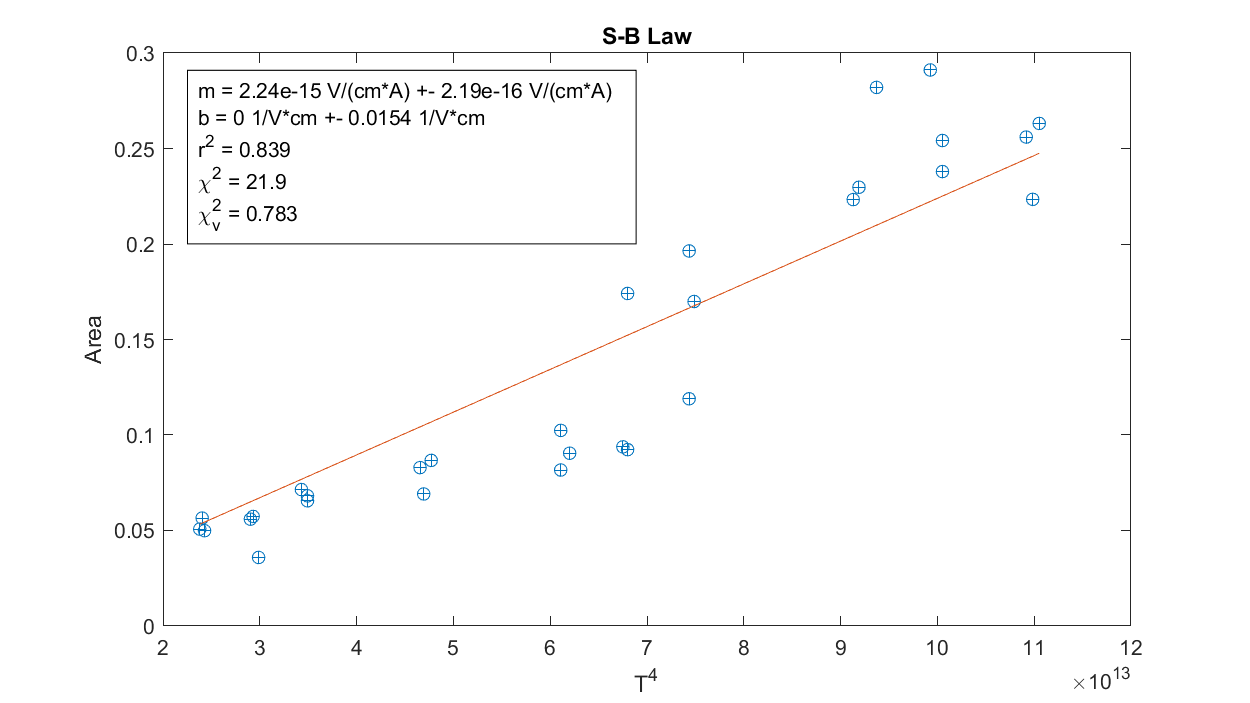 S-B Law
m = 2.24e-15 V/(cm*A) +- 2.19e-16 V/(cm*A)
b = 0 1/V*cm +- 0.0154 1/V*cm
r² = 0.839
χ² = 21.9
χ²ᵥ = 0.783
0.3
0.25
0.2
0.15
0.1
0.05
0
Area
2 3 4 5 6 7 8 9 10 11 12
T⁴
×10¹³